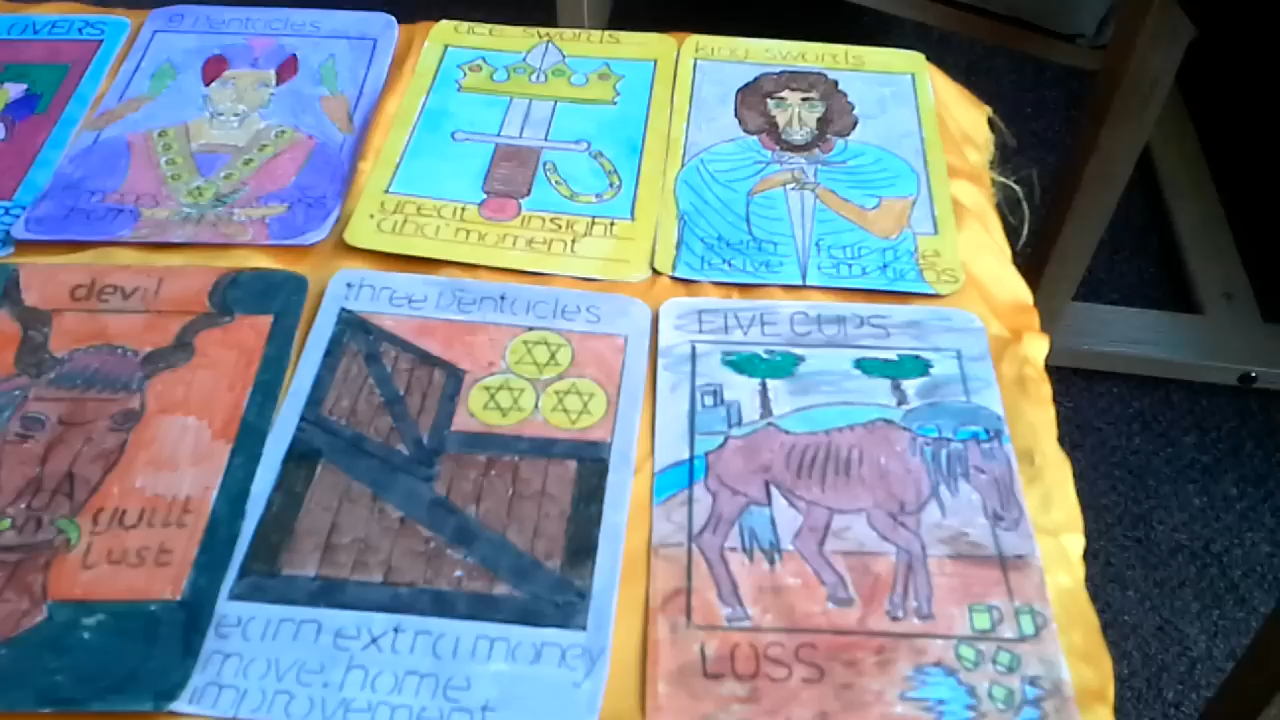 LOVERS
9 Pentacles
ace swords
great insight
'aha' moment
king swords
stern fair
emotions
devil
guilt
lust
three Pentacles
earn extra money
move. home
improvement
FIVE CUPS
LOSS